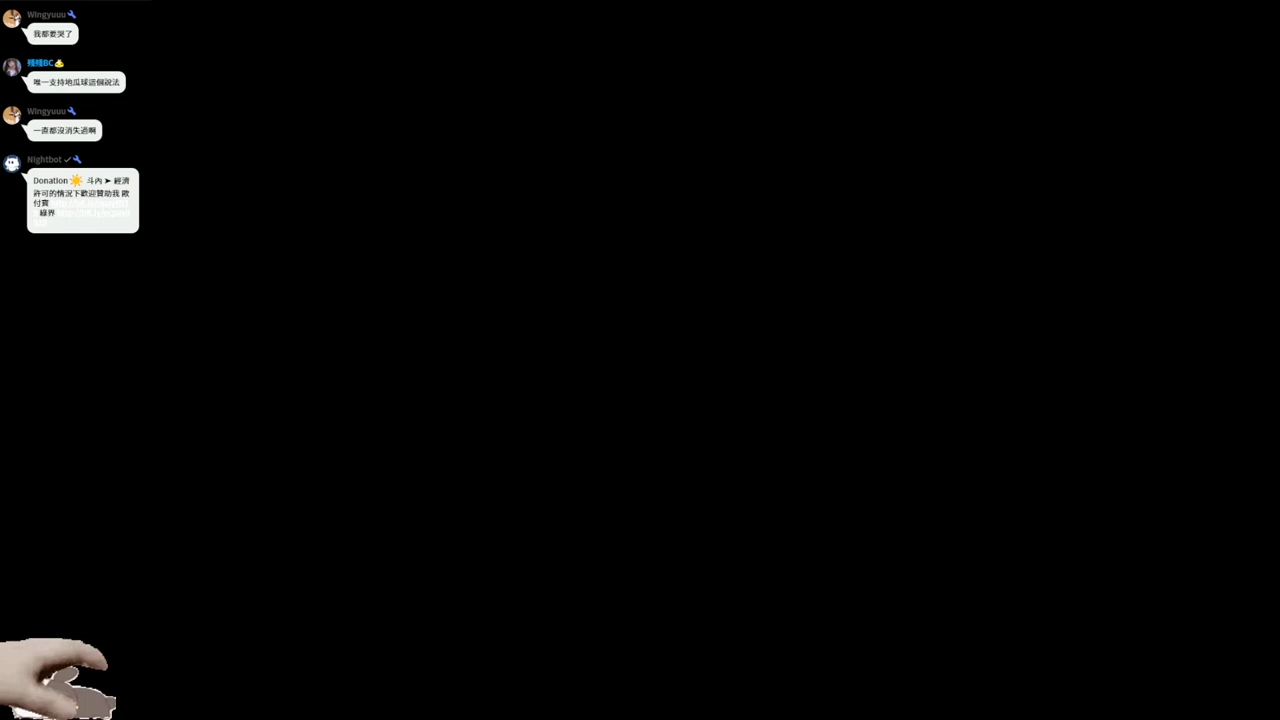 Wingyuuu
我都要哭了
棧棧BC
唯一支持地瓜球這個說法
Wingyuuu
一直都沒消失過啊
Nightbot
Donation ☀ 斗內 ➤ 經濟
許可的情況下歡迎贊助我 歐
付寶
綠界